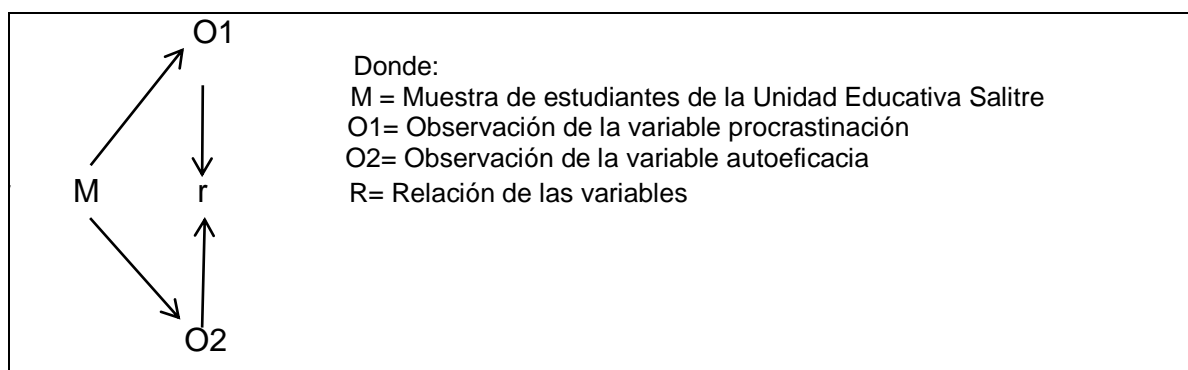 O1
Donde:
M = Muestra de estudiantes de la Unidad Educativa Salitre
O1= Observación de la variable procrastinación
O2= Observación de la variable autoeficacia
M r R= Relación de las variables
O2